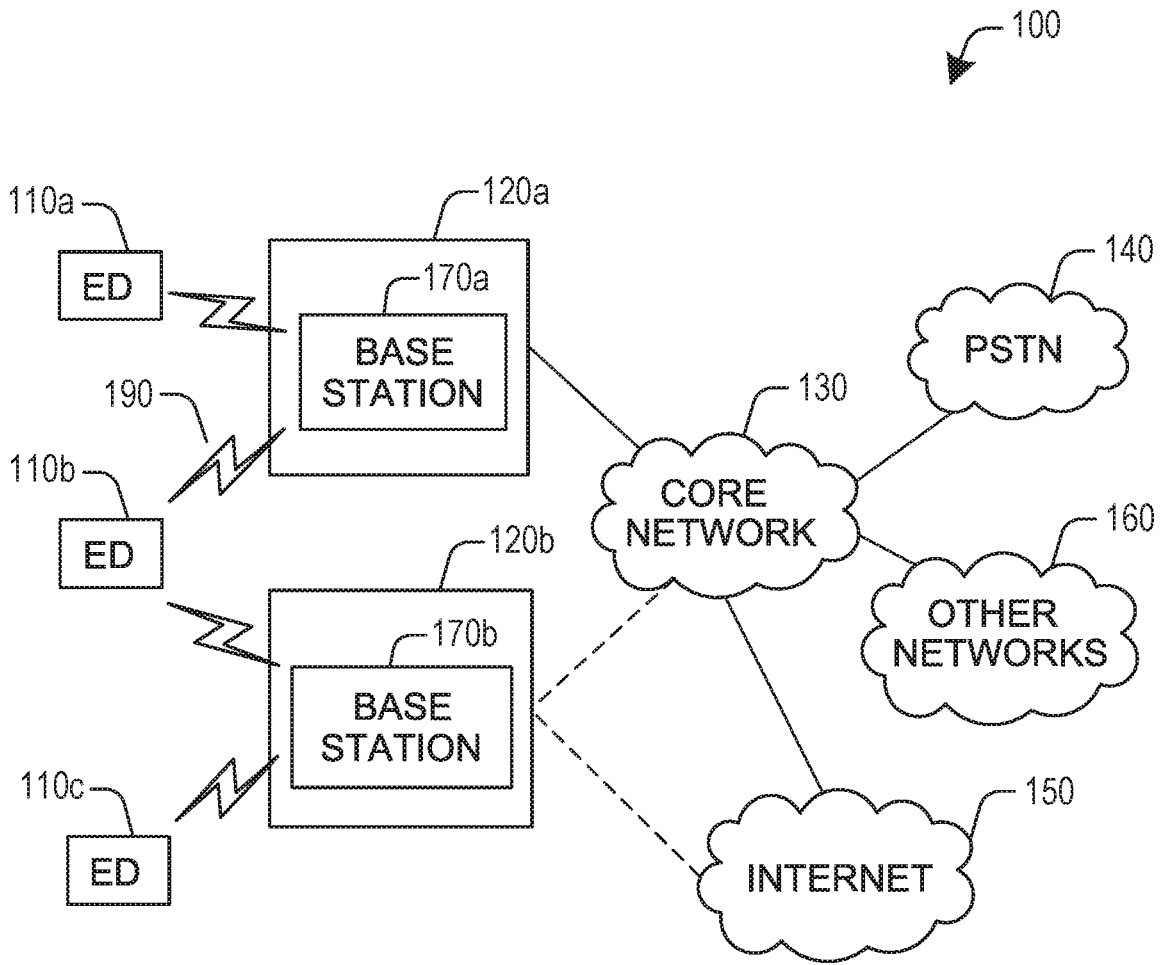 100
110a
ED
120a
170a
BASE
STATION
140
PSTN
190
130
CORE
NETWORK
110b
ED
120b
170b
BASE
STATION
160
OTHER
NETWORKS
110c
ED
150
INTERNET